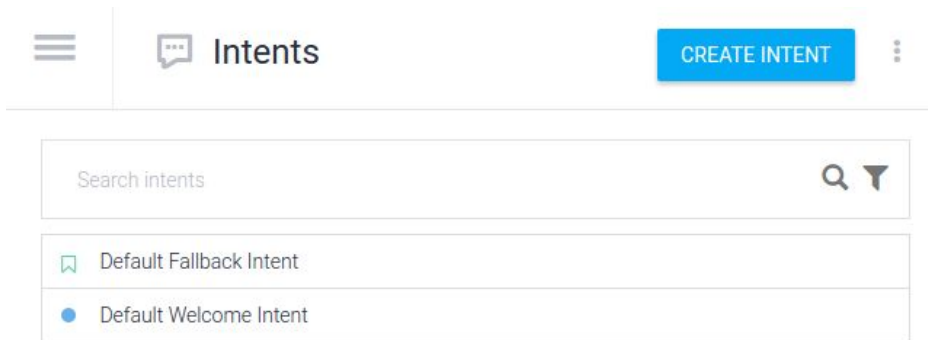 Intents
CREATE INTENT
Search intents
Default Fallback Intent
Default Welcome Intent